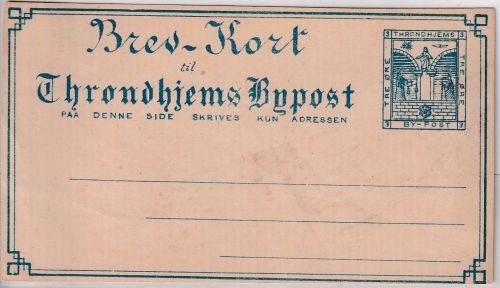 Brev-Kort
til
Throndhjems Bypost
PAA DENNE SIDE SKRIVES KUN ADRESSEN
3 THRONDHJEMS 3
TRE ØRE
TRE ØRE
3 BY-POST 3